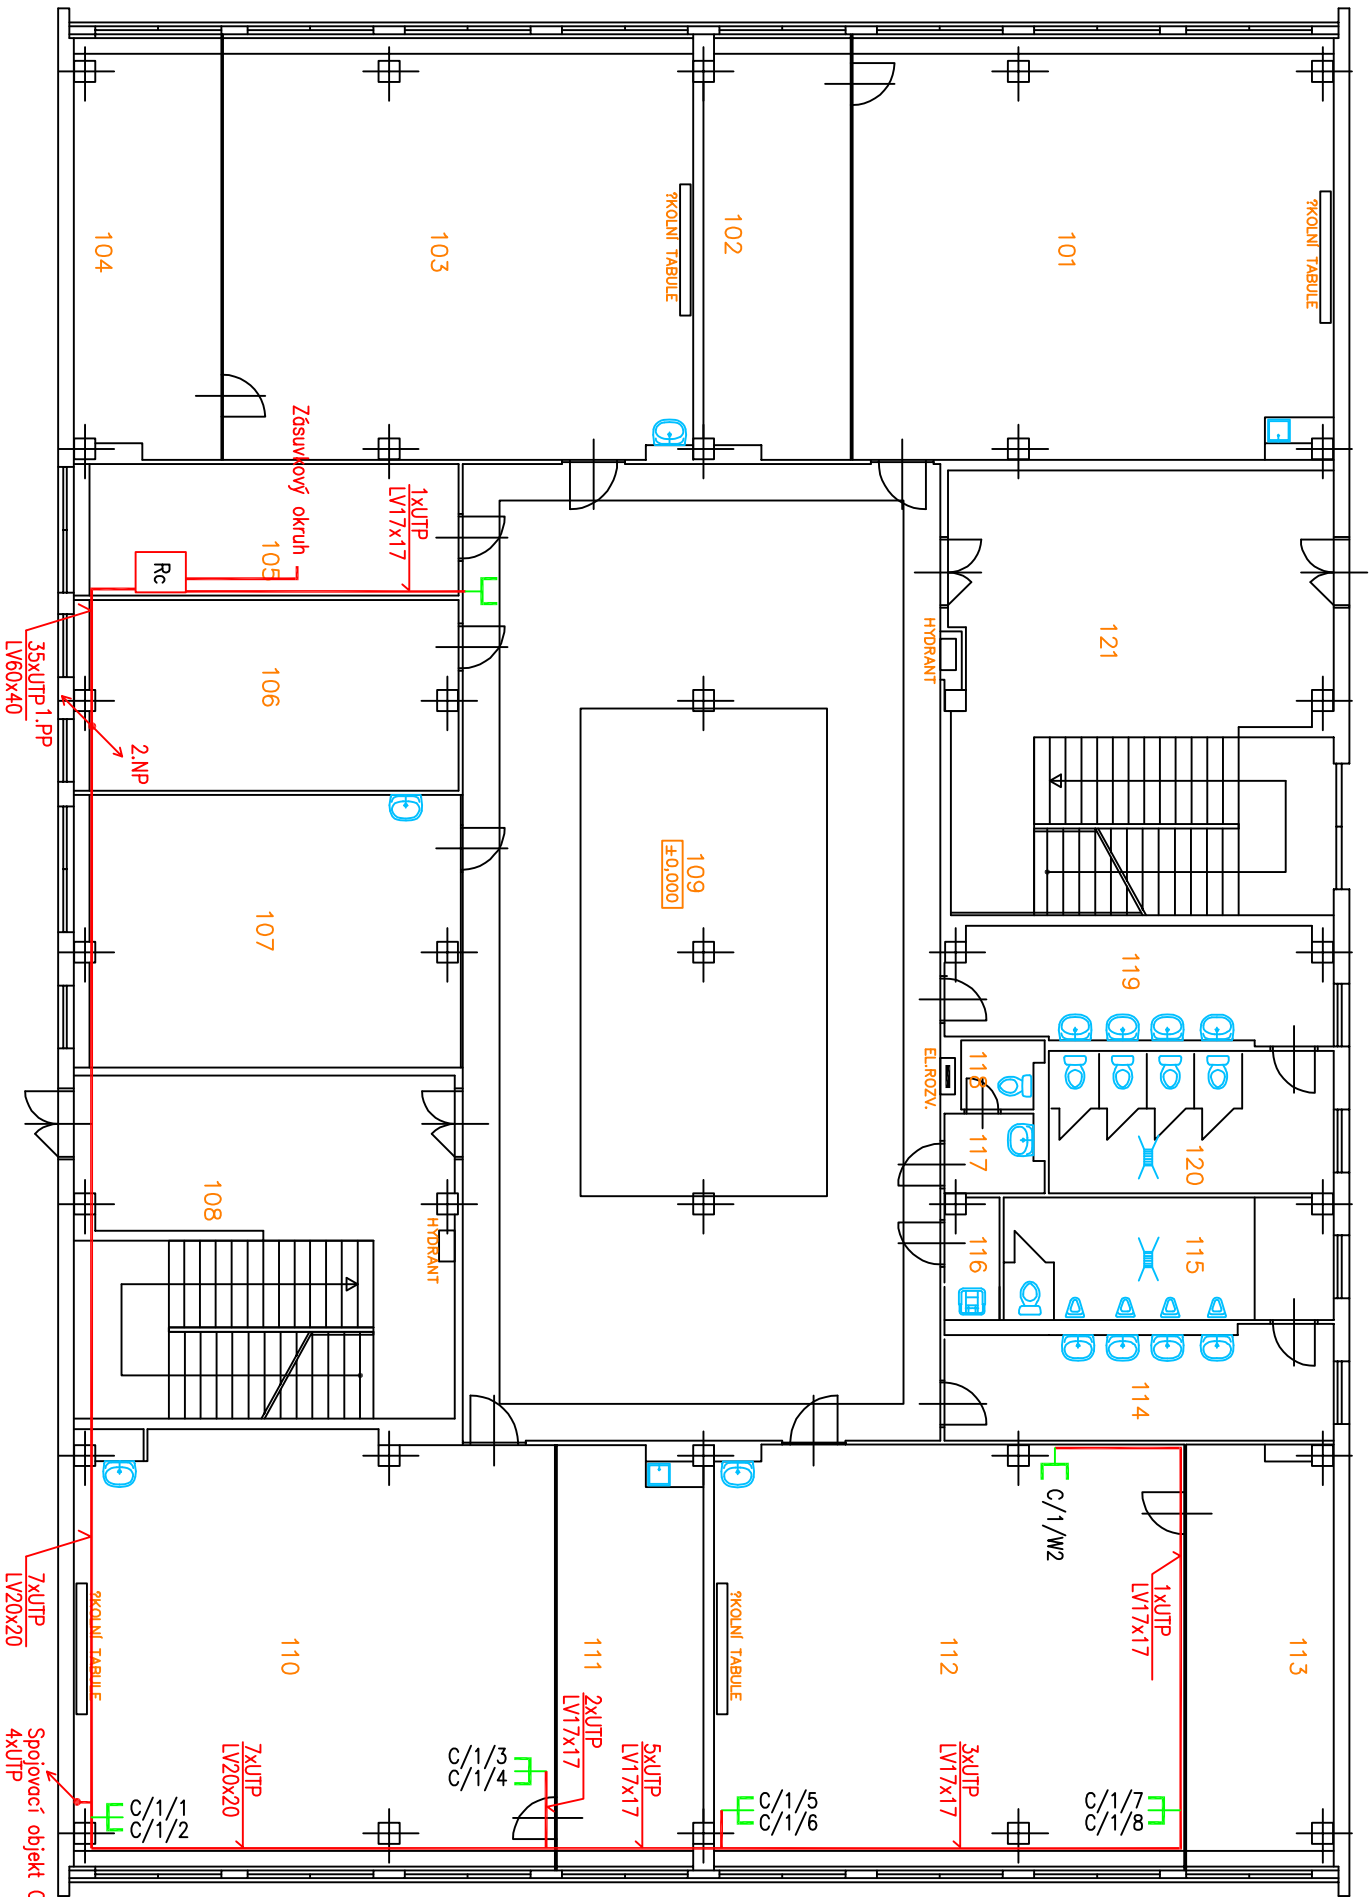 ?KOLNÍ TABULE
101
102
?KOLNÍ TABULE
103
104
Zásuvkový okruh
1xUTP
LV17x17
105
Rc
106
35xUTP
LV60x40
1.PP
2.NP
107
109
±0,000
HYDRANT
121
119
EL.ROZV.
118
117
120
116
115
114
108
HYDRANT
C/1/W2
1xUTP
LV17x17
113
112
?KOLNÍ TABULE
111
110
?KOLNÍ TABULE
7xUTP
LV20x20
2xUTP
LV17x17
5xUTP
LV17x17
3xUTP
LV17x17
7xUTP
LV20x20
C/1/1
C/1/2
C/1/3
C/1/4
C/1/5
C/1/6
C/1/7
C/1/8
Spojovací objekt
4xUTP